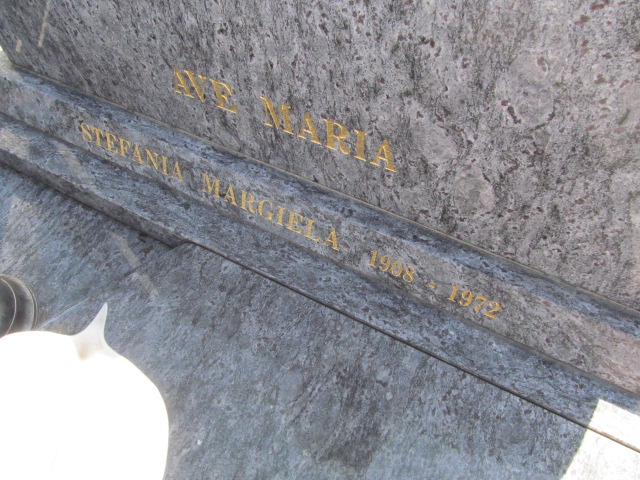 AVE MARIA
STEFANIA MARGIELA 1908 - 1972